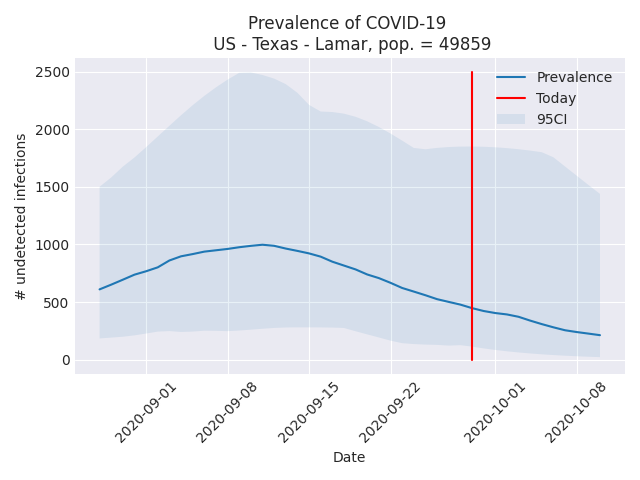 Prevalence of COVID-19
US - Texas - Lamar, pop. = 49859
# undetected infections
2500
2000
1500
1000
500
0
Prevalence
Today
95CI
2020-09-01
2020-09-08
2020-09-15
2020-09-22
2020-10-01
2020-10-08
Date